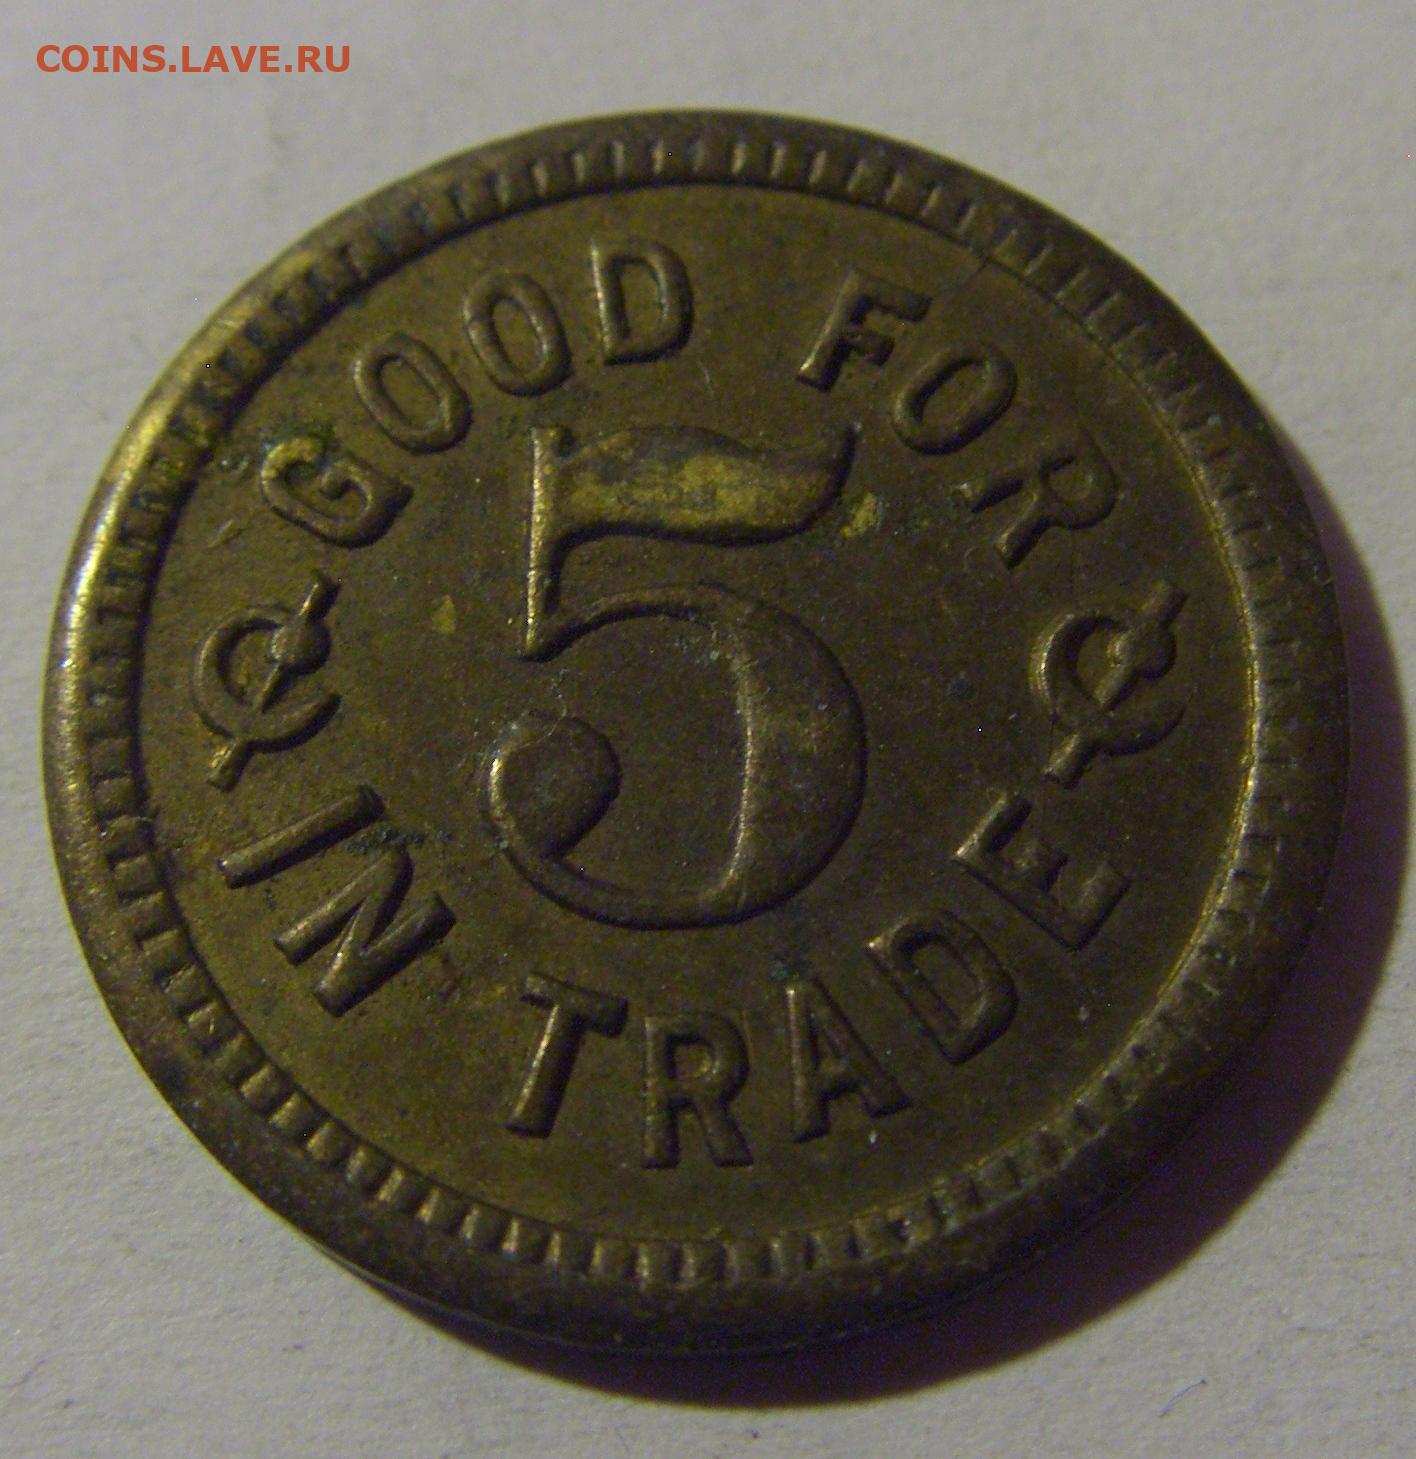 COINS.LAVE.RU
GOOD FOR
5¢
¢
IN TRADE